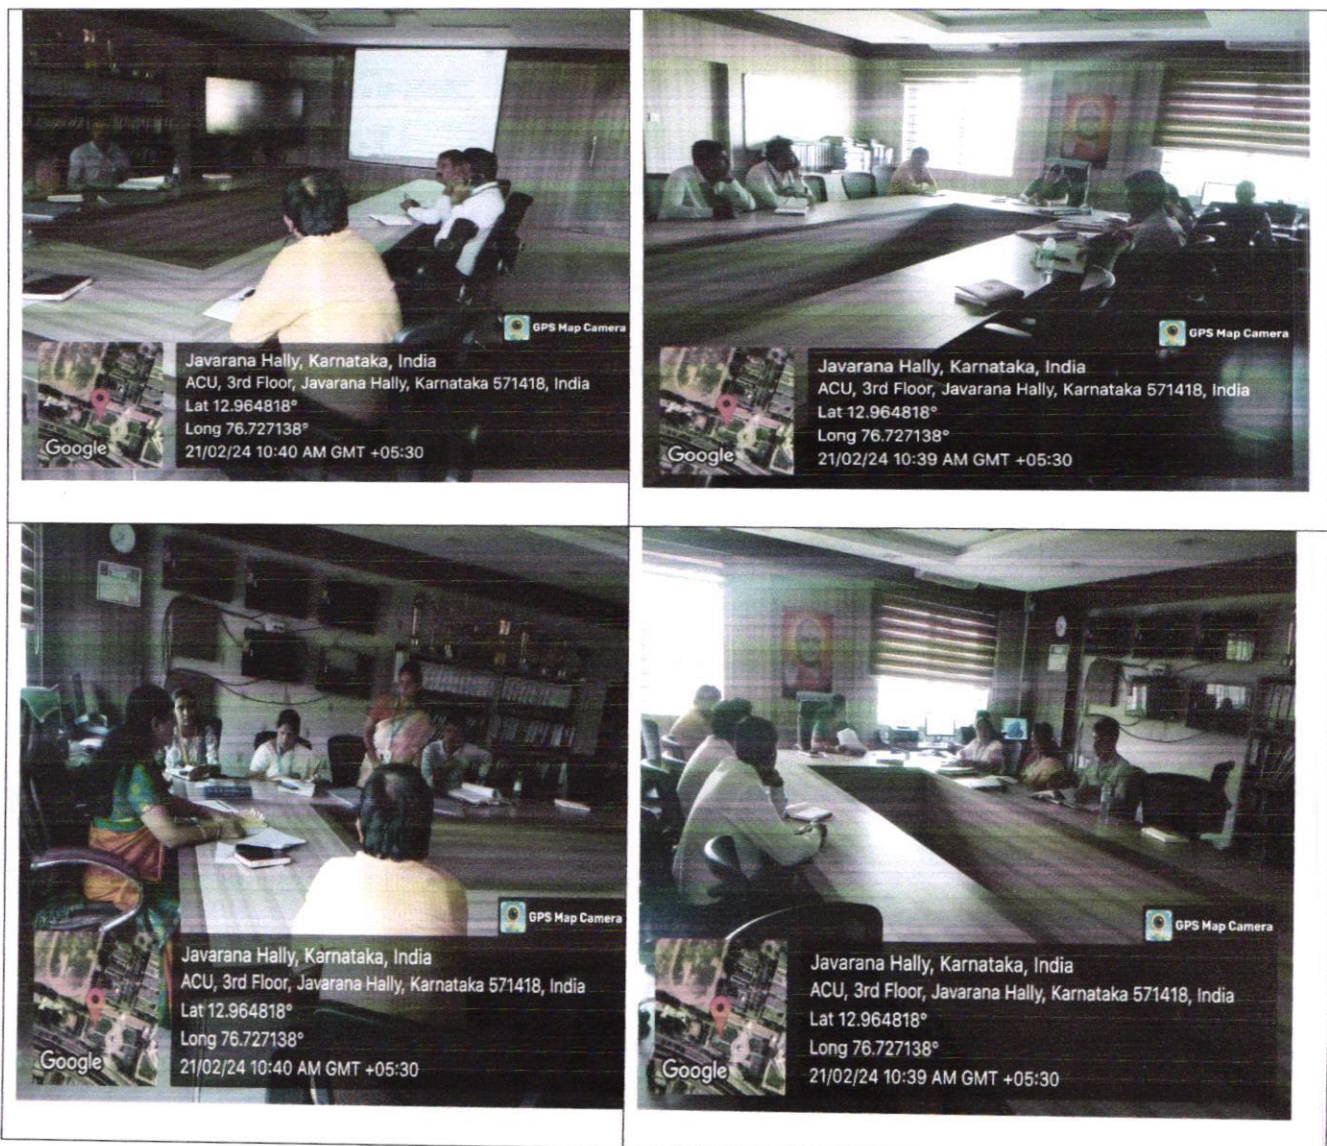 GPS Map Camera
Javarana Hally, Karnataka, India
ACU, 3rd Floor, Javarana Hally, Karnataka 571418, India
Lat 12.964818°
Long 76.727138°
21/02/24 10:40 AM GMT +05:30
Google
GPS Map Camera
Javarana Hally, Karnataka, India
ACU, 3rd Floor, Javarana Hally, Karnataka 571418, India
Lat 12.964818°
Long 76.727138°
21/02/24 10:39 AM GMT +05:30
Google
GPS Map Camera
Javarana Hally, Karnataka, India
ACU, 3rd Floor, Javarana Hally, Karnataka 571418, India
Lat 12.964818°
Long 76.727138°
21/02/24 10:40 AM GMT +05:30
Google
GPS Map Camera
Javarana Hally, Karnataka, India
ACU, 3rd Floor, Javarana Hally, Karnataka 571418, India
Lat 12.964818°
Long 76.727138°
21/02/24 10:39 AM GMT +05:30
Google